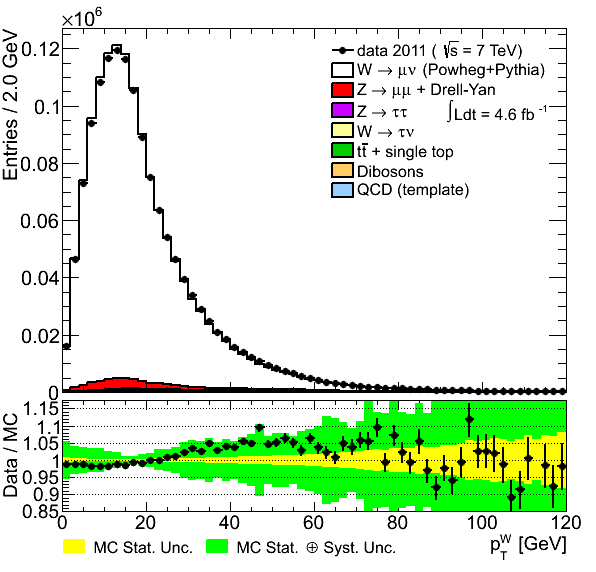 ×10⁶
Entries / 2.0 GeV
0.12
0.1
0.08
0.06
0.04
0.02
0
data 2011 ( √s = 7 TeV)
W → μν (Powheg+Pythia)
Z → μμ + Drell-Yan
Z → ττ
∫Ldt = 4.6 fb⁻¹
W → τν
tt̅ + single top
Dibosons
QCD (template)
Data / MC
1.15
1.1
1.05
1
0.95
0.9
0.85
0 20 40 60 80 100 120
p_T^W [GeV]
MC Stat. Unc.
MC Stat. ⊕ Syst. Unc.